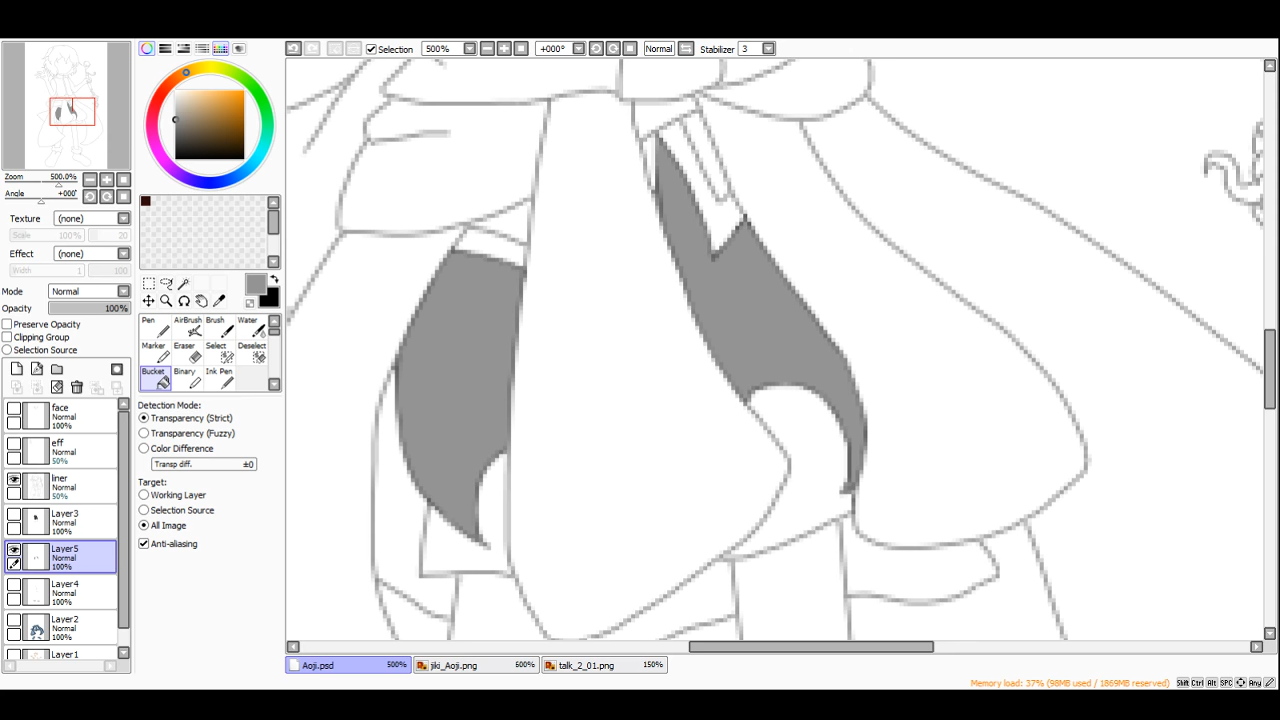 Selection
500%
+000°
Normal
Stabilizer
3
Zoom
500.0%
Angle
+000°
Texture
(none)
Scale
100%
20
Effect
(none)
Width
1
100
Mode
Normal
Opacity
100%
Preserve Opacity
Clipping Group
Selection Source
face
Normal
100%
eff
Normal
50%
liner
Normal
50%
Layer3
Normal
100%
Layer5
Normal
100%
Layer4
Normal
100%
Layer2
Normal
100%
Layer1
Normal
Pen
AirBrush
Brush
Water
Marker
Eraser
Select
Deselect
Bucket
Binary
Ink Pen
Detection Mode:
Transparency (Strict)
Transparency (Fuzzy)
Color Difference
Transp diff.
±0
Target:
Working Layer
Selection Source
All Image
Anti-aliasing
Aoji.psd
500%
jiki_Aoji.png
500%
talk_2_01.png
150%
Memory load: 37% (98MB used / 1869MB reserved)
Shift Ctrl Alt SPC Any